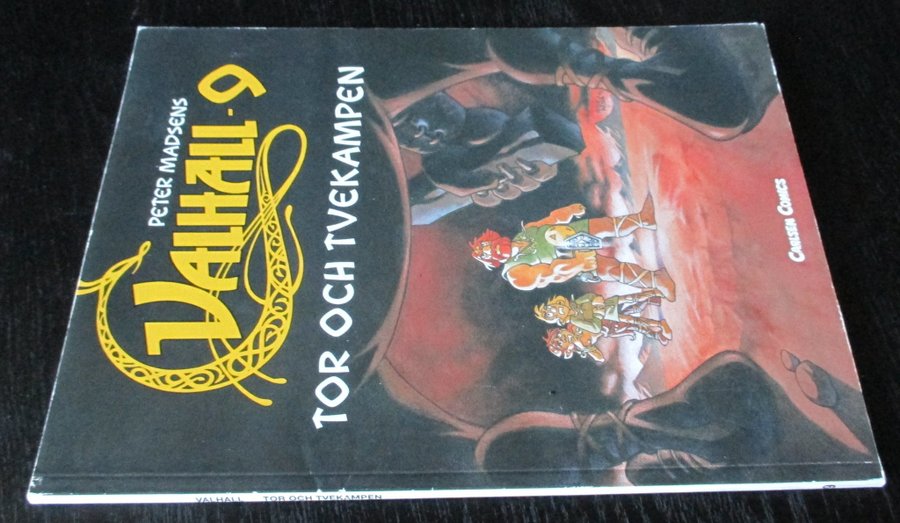 PETER MADSENS
VALHALL-9
TOR OCH TVEKAMPEN
CARLSEN COMICS
VALHALL TOR OCH TVEKAMPEN